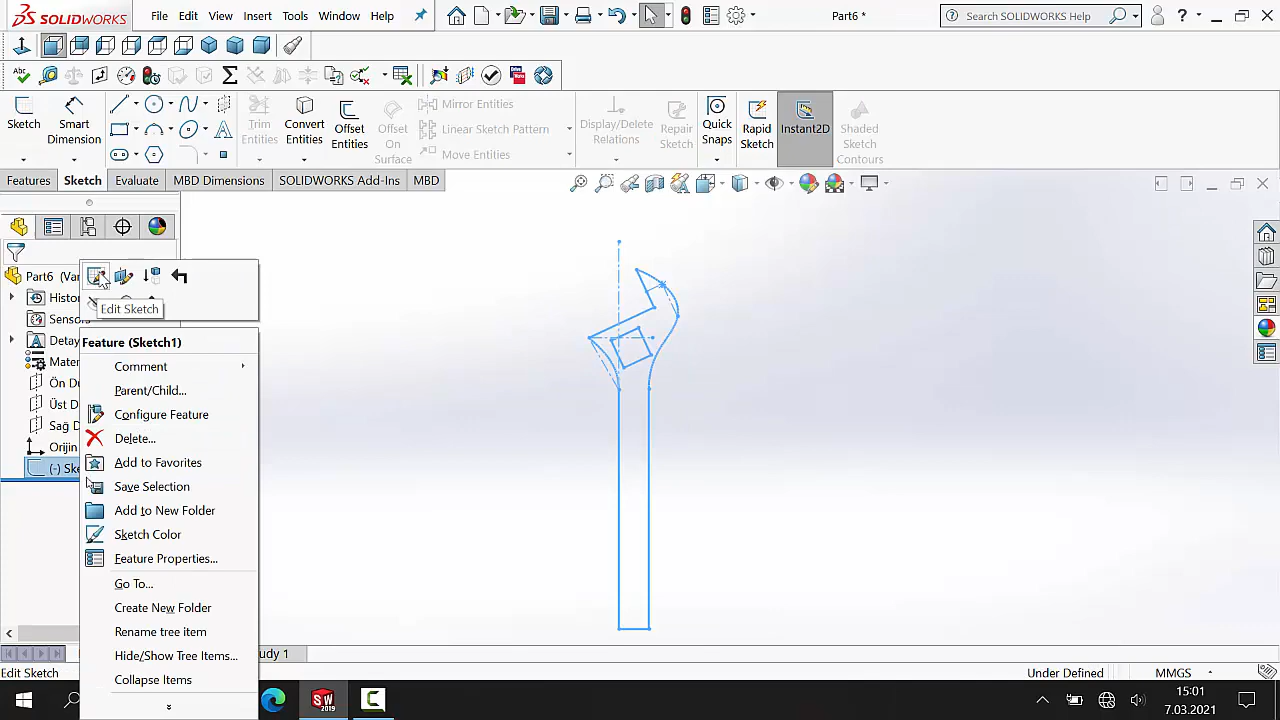 SOLIDWORKS File Edit View Insert Tools Window Help Part6 * Search SOLIDWORKS Help
Sketch
Smart Dimension
Trim Entities
Convert Entities
Offset Entities
Offset On Surface
Mirror Entities
Linear Sketch Pattern
Move Entities
Display/Delete Relations
Repair Sketch
Quick Snaps
Rapid Sketch
Instant2D
Shaded Sketch Contours
Features Sketch Evaluate MBD Dimensions SOLIDWORKS Add-Ins MBD
Part6 (Va
Histo
Sensors
Detay
Mater
Ön Du
Üst D
Sağ D
Orijin
(-) Ske
Edit Sketch
Feature (Sketch1)
Comment
Parent/Child...
Configure Feature
Delete...
Add to Favorites
Save Selection
Add to New Folder
Sketch Color
Feature Properties...
Go To...
Create New Folder
Rename tree item
Hide/Show Tree Items...
Collapse Items
udy 1
Edit Sketch Under Defined MMGS
SW 2019
15:01
7.03.2021